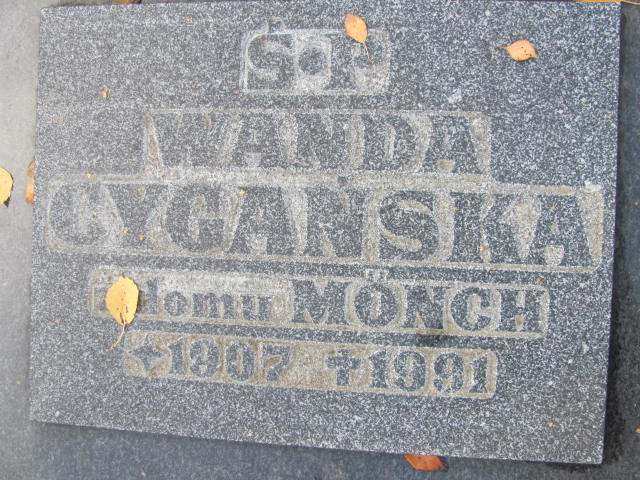 Ś•P
WANDA
CYGAŃSKA
z domu MÖNCH
1907 †1991